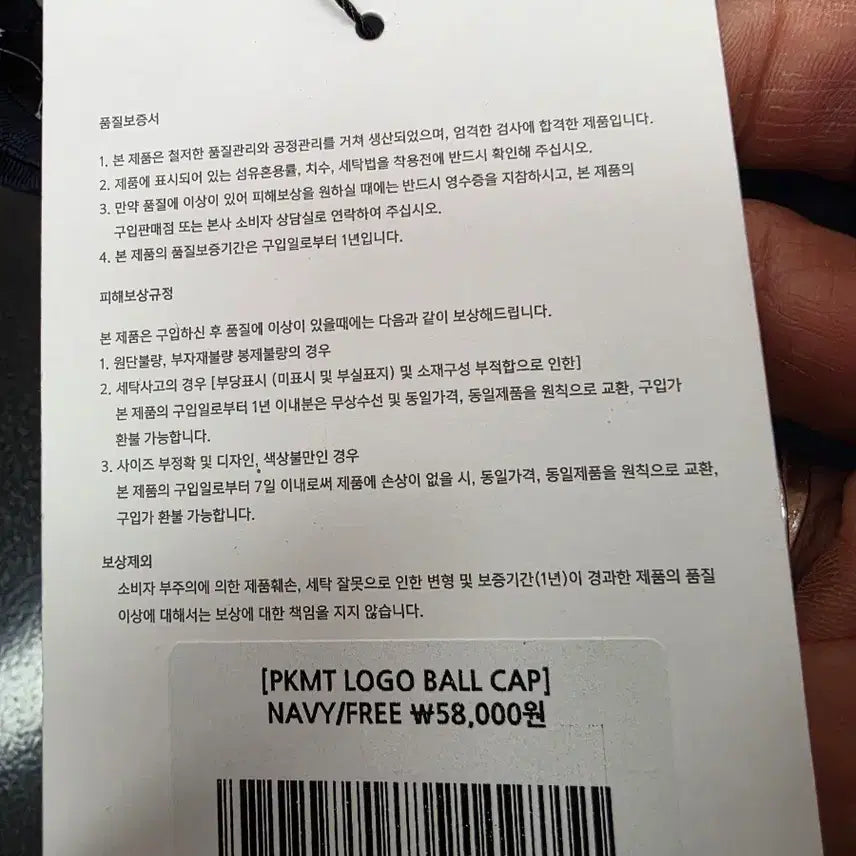 품질보증서
1. 본 제품은 철저한 품질관리와 공정관리를 거쳐 생산되었으며, 엄격한 검사에 합격한 제품입니다.
2. 제품에 표시되어 있는 섬유혼용률, 치수, 세탁법을 착용전에 반드시 확인해 주십시오.
3. 만약 품질에 이상이 있어 피해보상을 원하실 때에는 반드시 영수증을 지참하시고, 본 제품의
구입판매점 또는 본사 소비자 상담실로 연락하여 주십시오.
4. 본 제품의 품질보증기간은 구입일로부터 1년입니다.
피해보상규정
본 제품은 구입하신 후 품질에 이상이 있을때에는 다음과 같이 보상해드립니다.
1. 원단불량, 부자재불량 봉제불량의 경우
2. 세탁사고의 경우 [부당표시 (미표시 및 부실표지) 및 소재구성 부적합으로 인한]
본 제품의 구입일로부터 1년 이내분은 무상수선 및 동일가격, 동일제품을 원칙으로 교환, 구입가
환불 가능합니다.
3. 사이즈 부정확 및 디자인, 색상불만인 경우
본 제품의 구입일로부터 7일 이내로써 제품에 손상이 없을 시, 동일가격, 동일제품을 원칙으로 교환,
구입가 환불 가능합니다.
보상제외
소비자 부주의에 의한 제품훼손, 세탁 잘못으로 인한 변형 및 보증기간(1년)이 경과한 제품의 품질
이상에 대해서는 보상에 대한 책임을 지지 않습니다.
[PKMT LOGO BALL CAP]
NAVY/FREE ₩58,000원